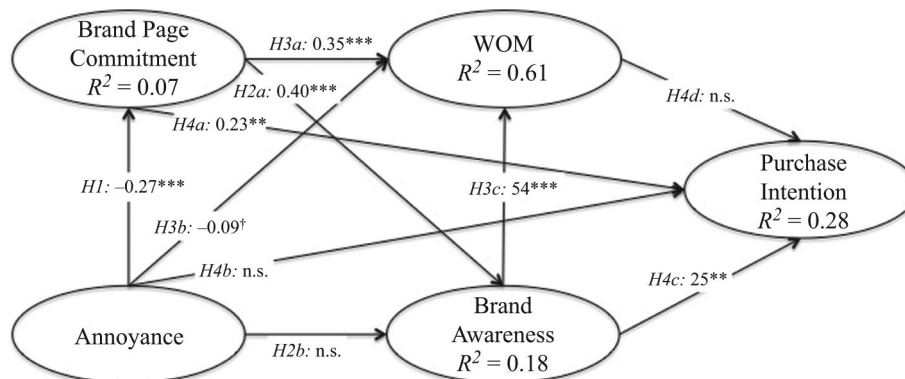 Brand Page
Commitment
R² = 0.07
H3a: 0.35***
WOM
R² = 0.61
H2a: 0.40***
H4d: n.s.
H4a: 0.23**
Purchase
Intention
R² = 0.28
H1: –0.27***
H3c: 54***
H3b: –0.09†
H4b: n.s.
H4c: 25**
Annoyance
H2b: n.s.
Brand
Awareness
R² = 0.18